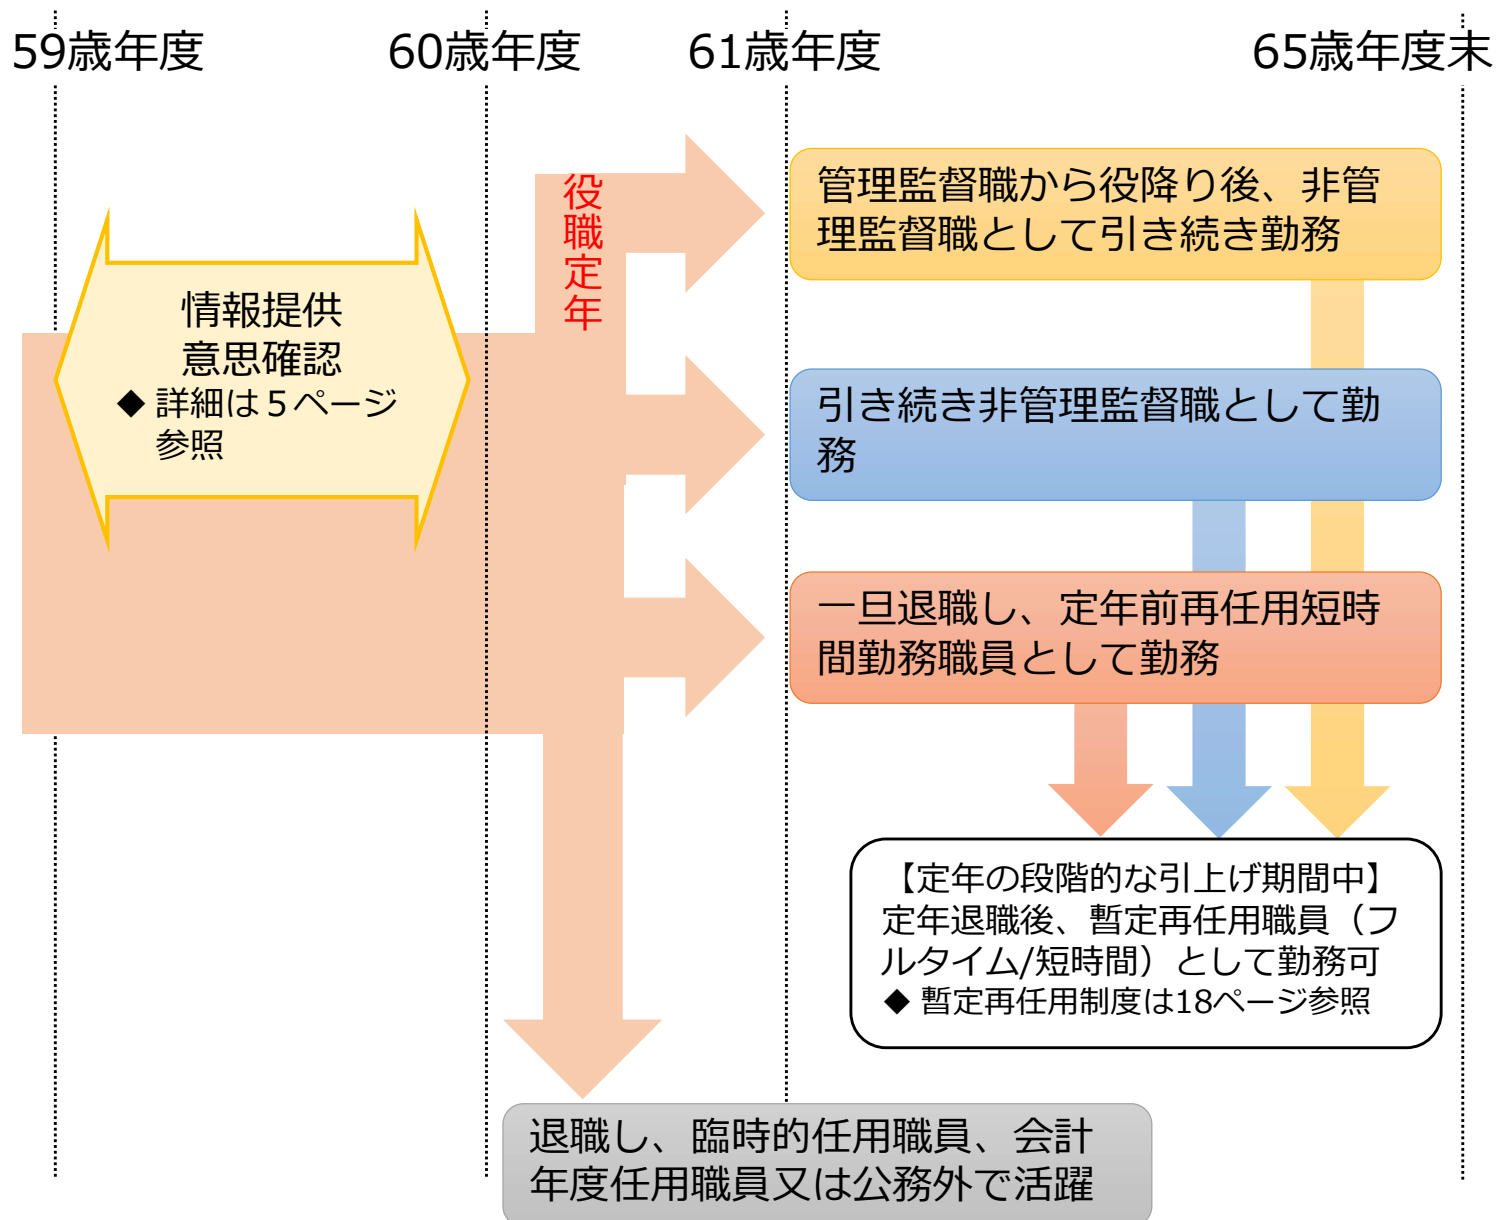 59歳年度
60歳年度
61歳年度
65歳年度末
役職定年
情報提供
意思確認
◆ 詳細は５ページ
参照
管理監督職から役降り後、非管
理監督職として引き続き勤務
引き続き非管理監督職として勤
務
一旦退職し、定年前再任用短時
間勤務職員として勤務
【定年の段階的な引上げ期間中】
定年退職後、暫定再任用職員（フ
ルタイム/短時間）として勤務可
◆ 暫定再任用制度は18ページ参照
退職し、臨時的任用職員、会計
年度任用職員又は公務外で活躍